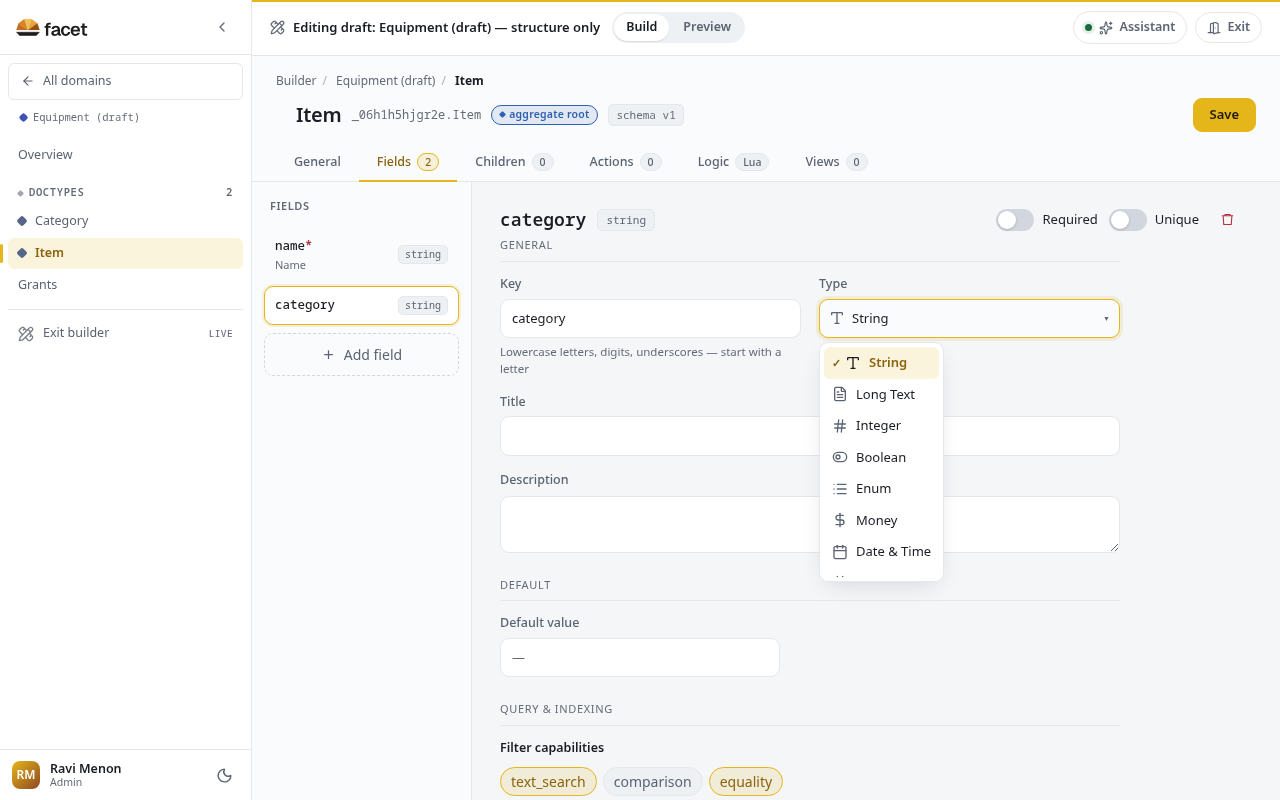 facet
All domains
Equipment (draft)
Overview
DOCTYPES 2
Category
Item
Grants
Exit builder LIVE
RM
Ravi Menon
Admin
Editing draft: Equipment (draft) — structure only
Build
Preview
Assistant
Exit
Builder / Equipment (draft) / Item
Item _06h1h5hjgr2e.Item aggregate root schema v1
Save
General
Fields 2
Children 0
Actions 0
Logic Lua
Views 0
FIELDS
name* string
Name
category string
Add field
category string
Required
Unique
GENERAL
Key
category
Lowercase letters, digits, underscores — start with a
letter
Type
String
✓ String
Long Text
Integer
Boolean
Enum
Money
Date & Time
Title
Description
DEFAULT
Default value
—
QUERY & INDEXING
Filter capabilities
text_search comparison equality